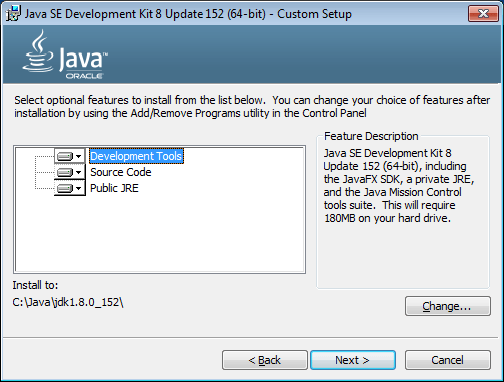 Java SE Development Kit 8 Update 152 (64-bit) - Custom Setup
Java™
ORACLE
Select optional features to install from the list below. You can change your choice of features after
installation by using the Add/Remove Programs utility in the Control Panel
Development Tools
Source Code
Public JRE
Feature Description
Java SE Development Kit 8
Update 152 (64-bit), including
the JavaFX SDK, a private JRE,
and the Java Mission Control
tools suite. This will require
180MB on your hard drive.
Install to:
C:\Java\jdk1.8.0_152\
Change...
< Back
Next >
Cancel